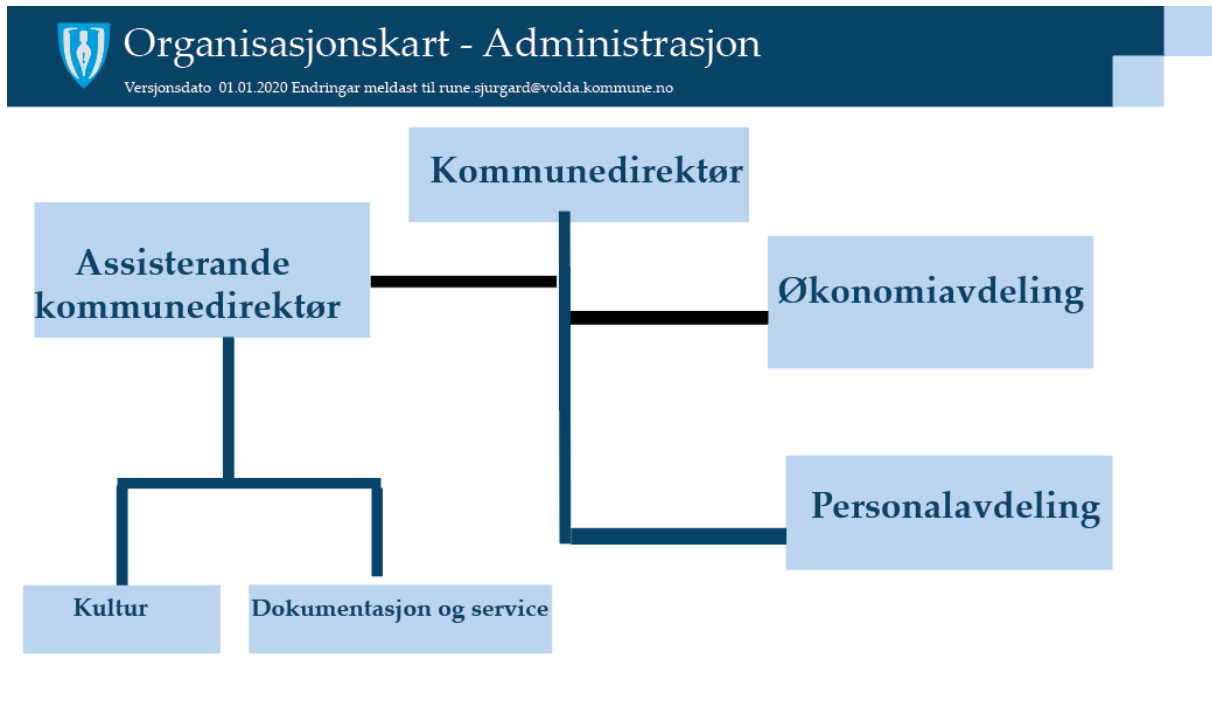 Organisasjonskart - Administrasjon
Versjonsdato 01.01.2020 Endringar meldast til rune.sjurgard@volda.kommune.no
Kommunedirektør
Assisterande
kommunedirektør
Økonomiavdeling
Personalavdeling
Kultur
Dokumentasjon og service